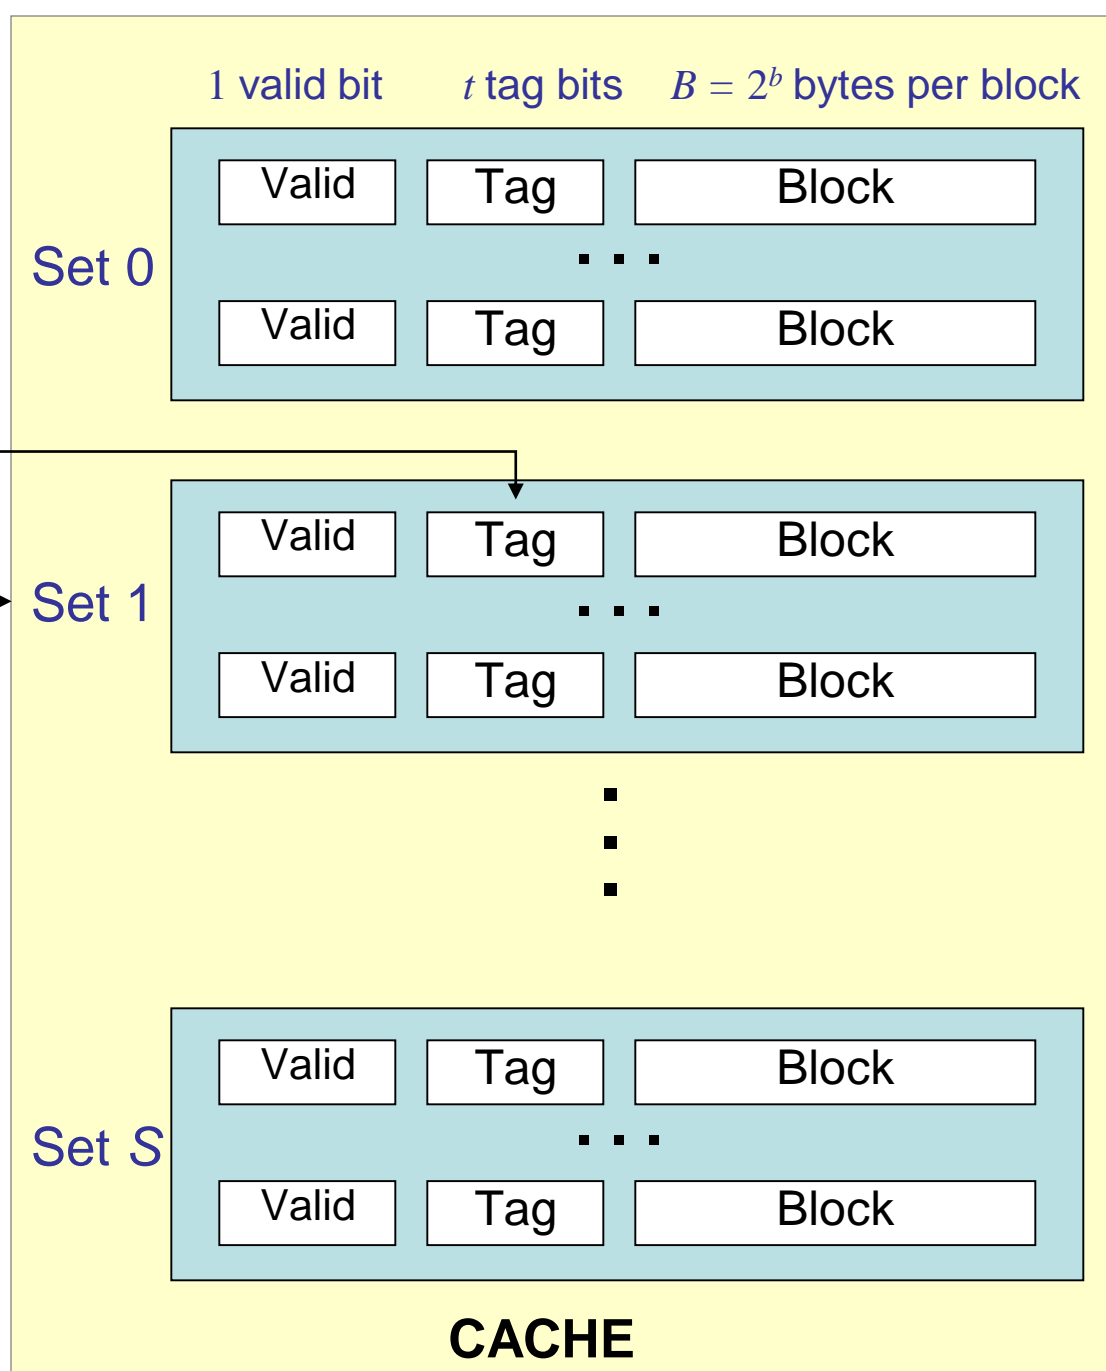 1 valid bit t tag bits B = 2^b bytes per block
Valid Tag Block
Set 0
. . .
Valid Tag Block
Valid Tag Block
Set 1
. . .
Valid Tag Block
.
.
.
Valid Tag Block
Set S
. . .
Valid Tag Block
CACHE